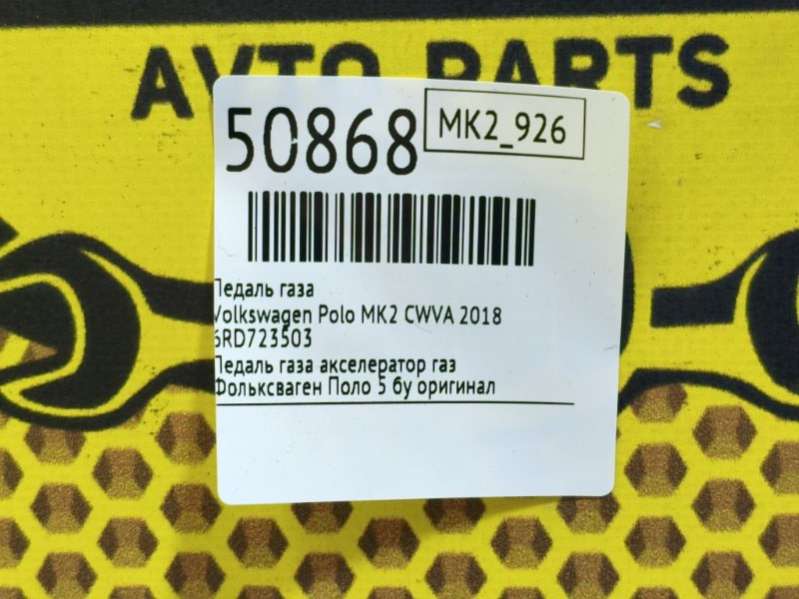 AVTO PARTS
50868
MK2_926
Педаль газа
Volkswagen Polo MK2 CWVA 2018
6RD723503
Педаль газа акселератор газ
Фольксваген Поло 5 бу оригинал